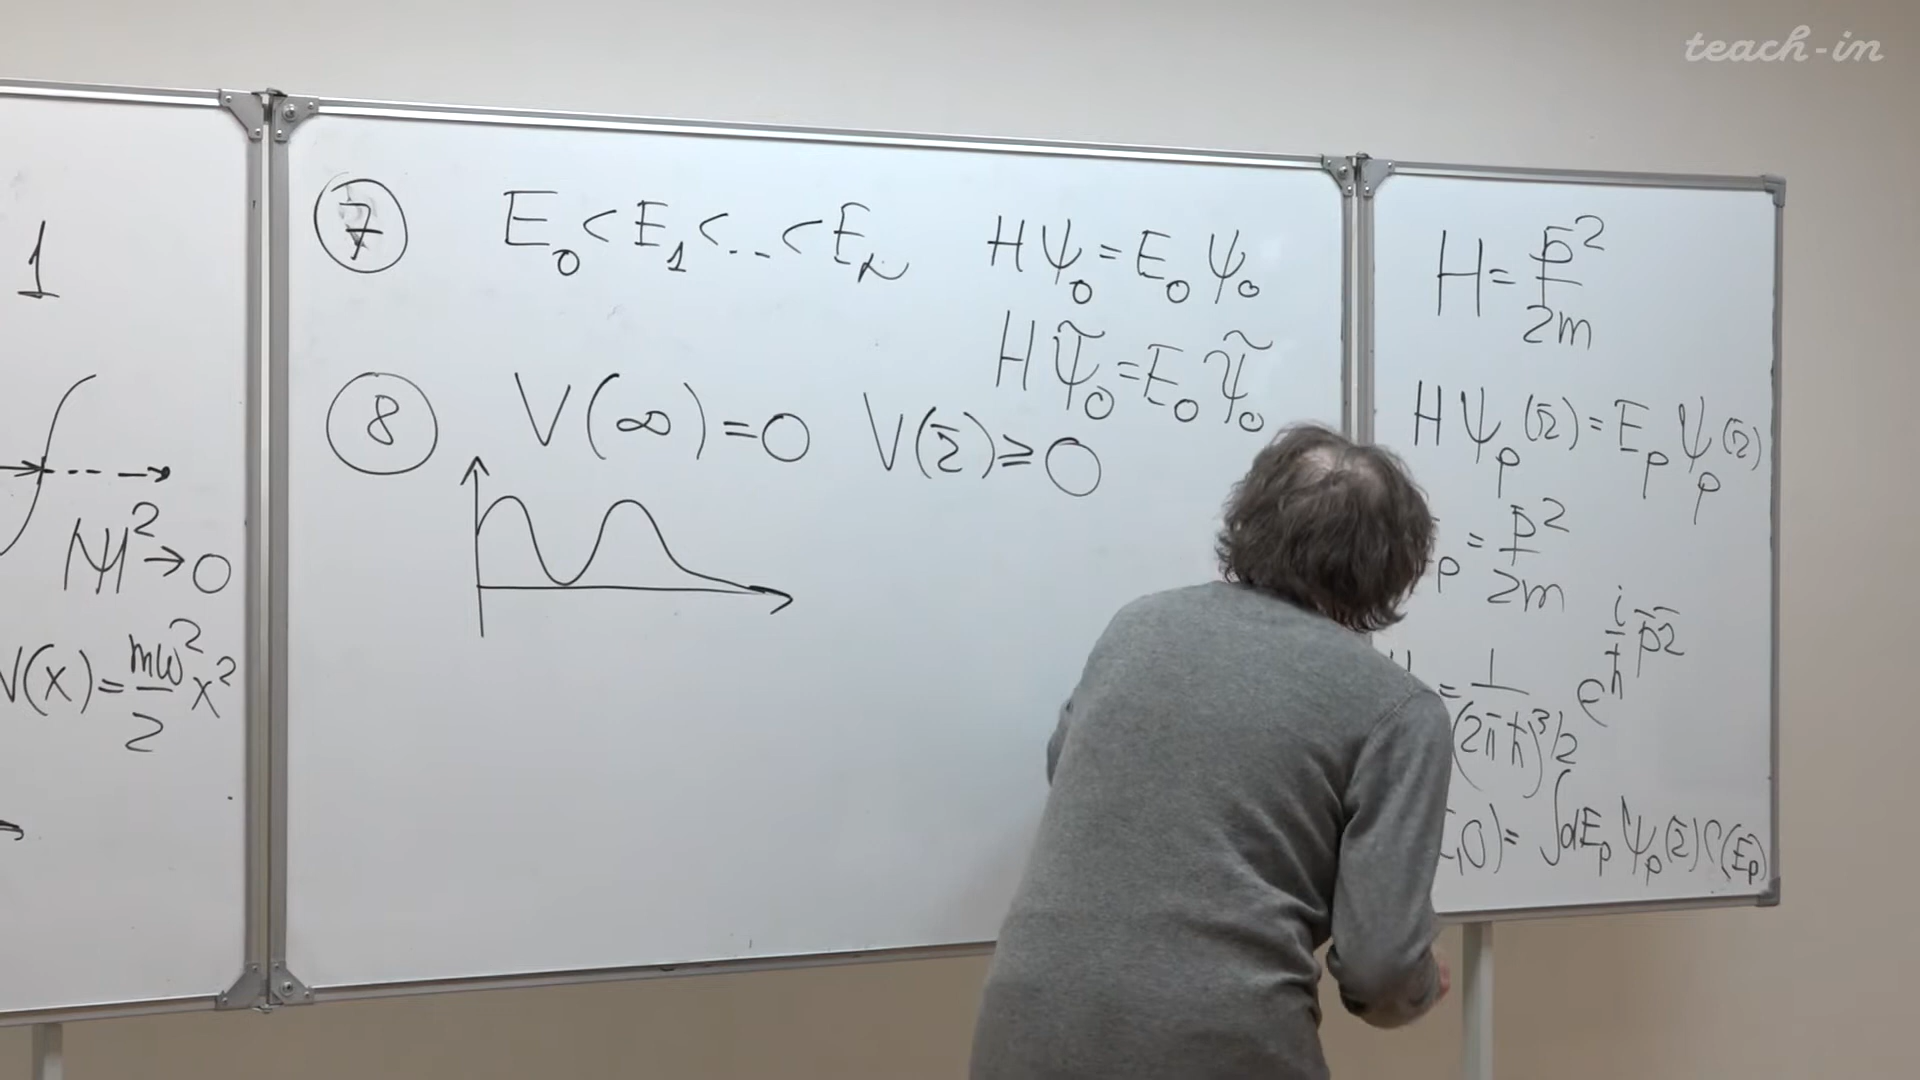 teach-in
1
|ψ|² → 0
V(x) = mω²/2 x²
⑦ E₀ < E₁ < ... < Eₙ
Hψ₀ = E₀ψ₀
Hψ̃₀ = E₀ψ̃₀
⑧ V(∞) = 0 V(r̄) ≥ 0
H = p̄²/2m
Hψₚ(r̄) = Eₚψₚ(r̄)
ₚ = p̄²/2m
= 1/(2πħ)^3/2 e^(i/ħ p̄r̄)
,0) = ∫dEₚ ψₚ(r̄) C(Eₚ)